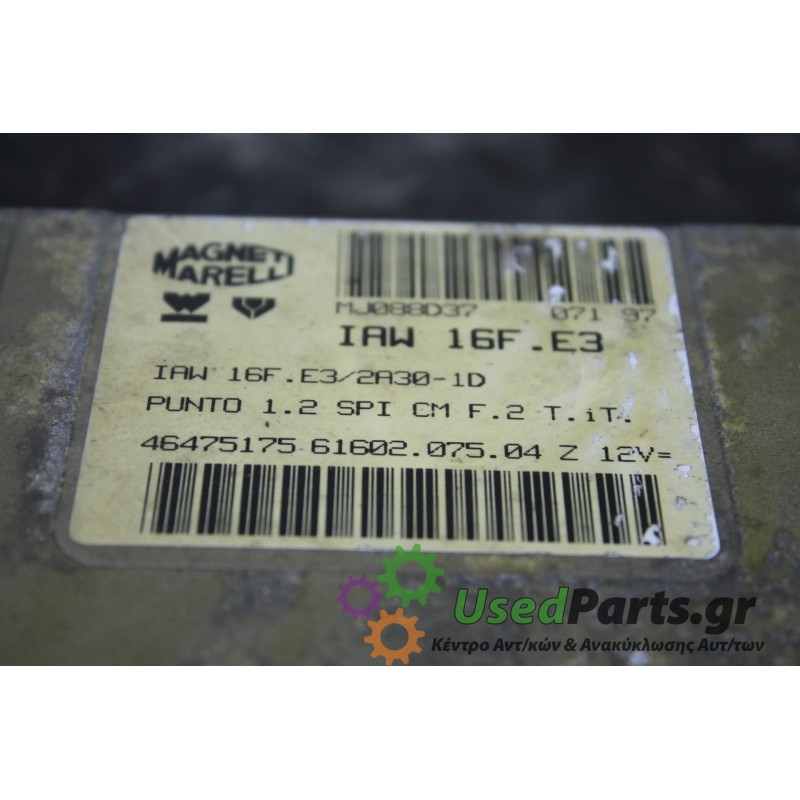 MAGNETI
MARELLI
MJ088D37 071 97
IAW 16F.E3
IAW 16F.E3/2A30-1D
PUNTO 1.2 SPI CM F.2 T.iT.
46475175 61602.075.04 Z 12V=
UsedParts.gr
Κέντρο Αντ/κών & Ανακύκλωσης Αυτ/των